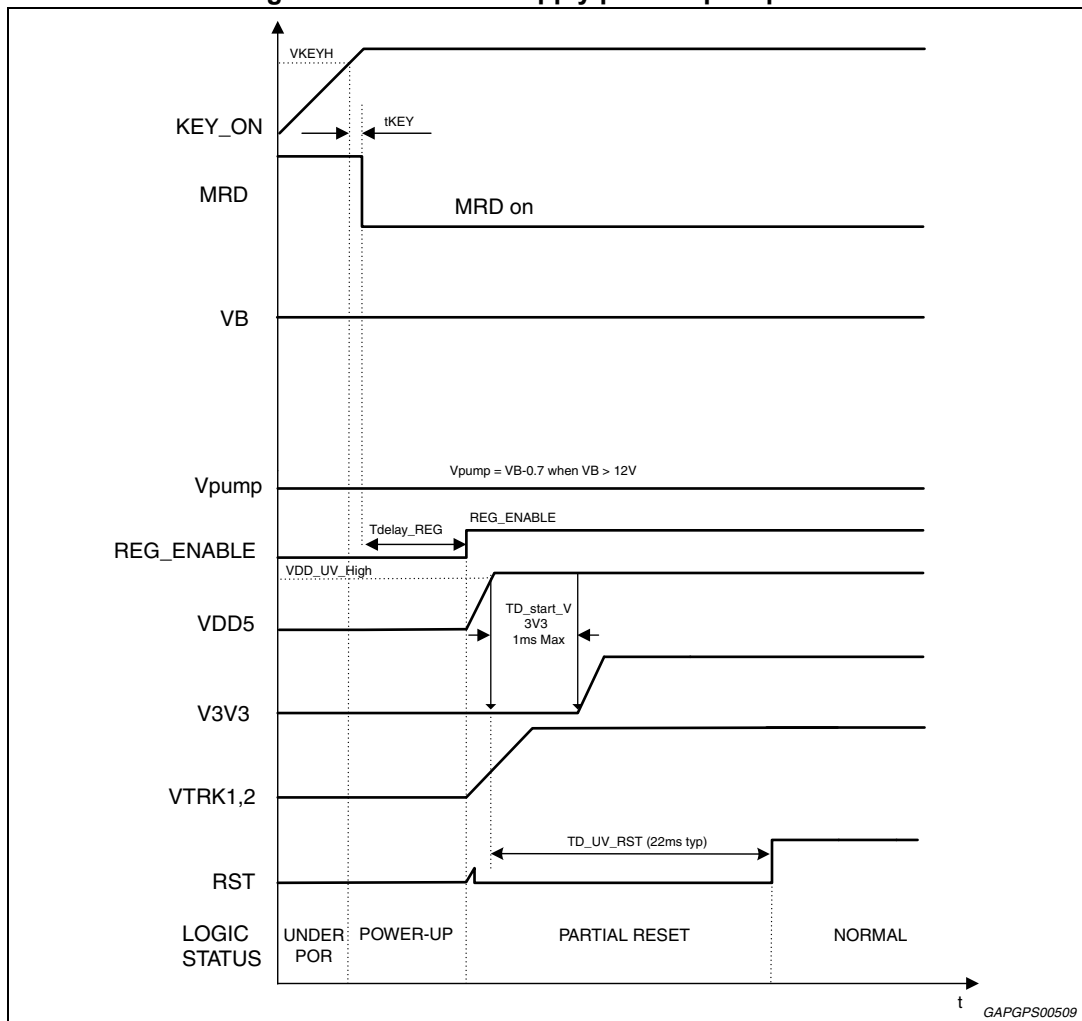 VKEYH
KEY_ON
tKEY
MRD
MRD on
VB
Vpump = VB-0.7 when VB > 12V
Vpump
Tdelay_REG
REG_ENABLE
REG_ENABLE
VDD_UV_High
VDD5
TD_start_V
3V3
1ms Max
V3V3
VTRK1,2
TD_UV_RST (22ms typ)
RST
LOGIC
STATUS
UNDER
POR
POWER-UP
PARTIAL RESET
NORMAL
t
GAPGPS00509